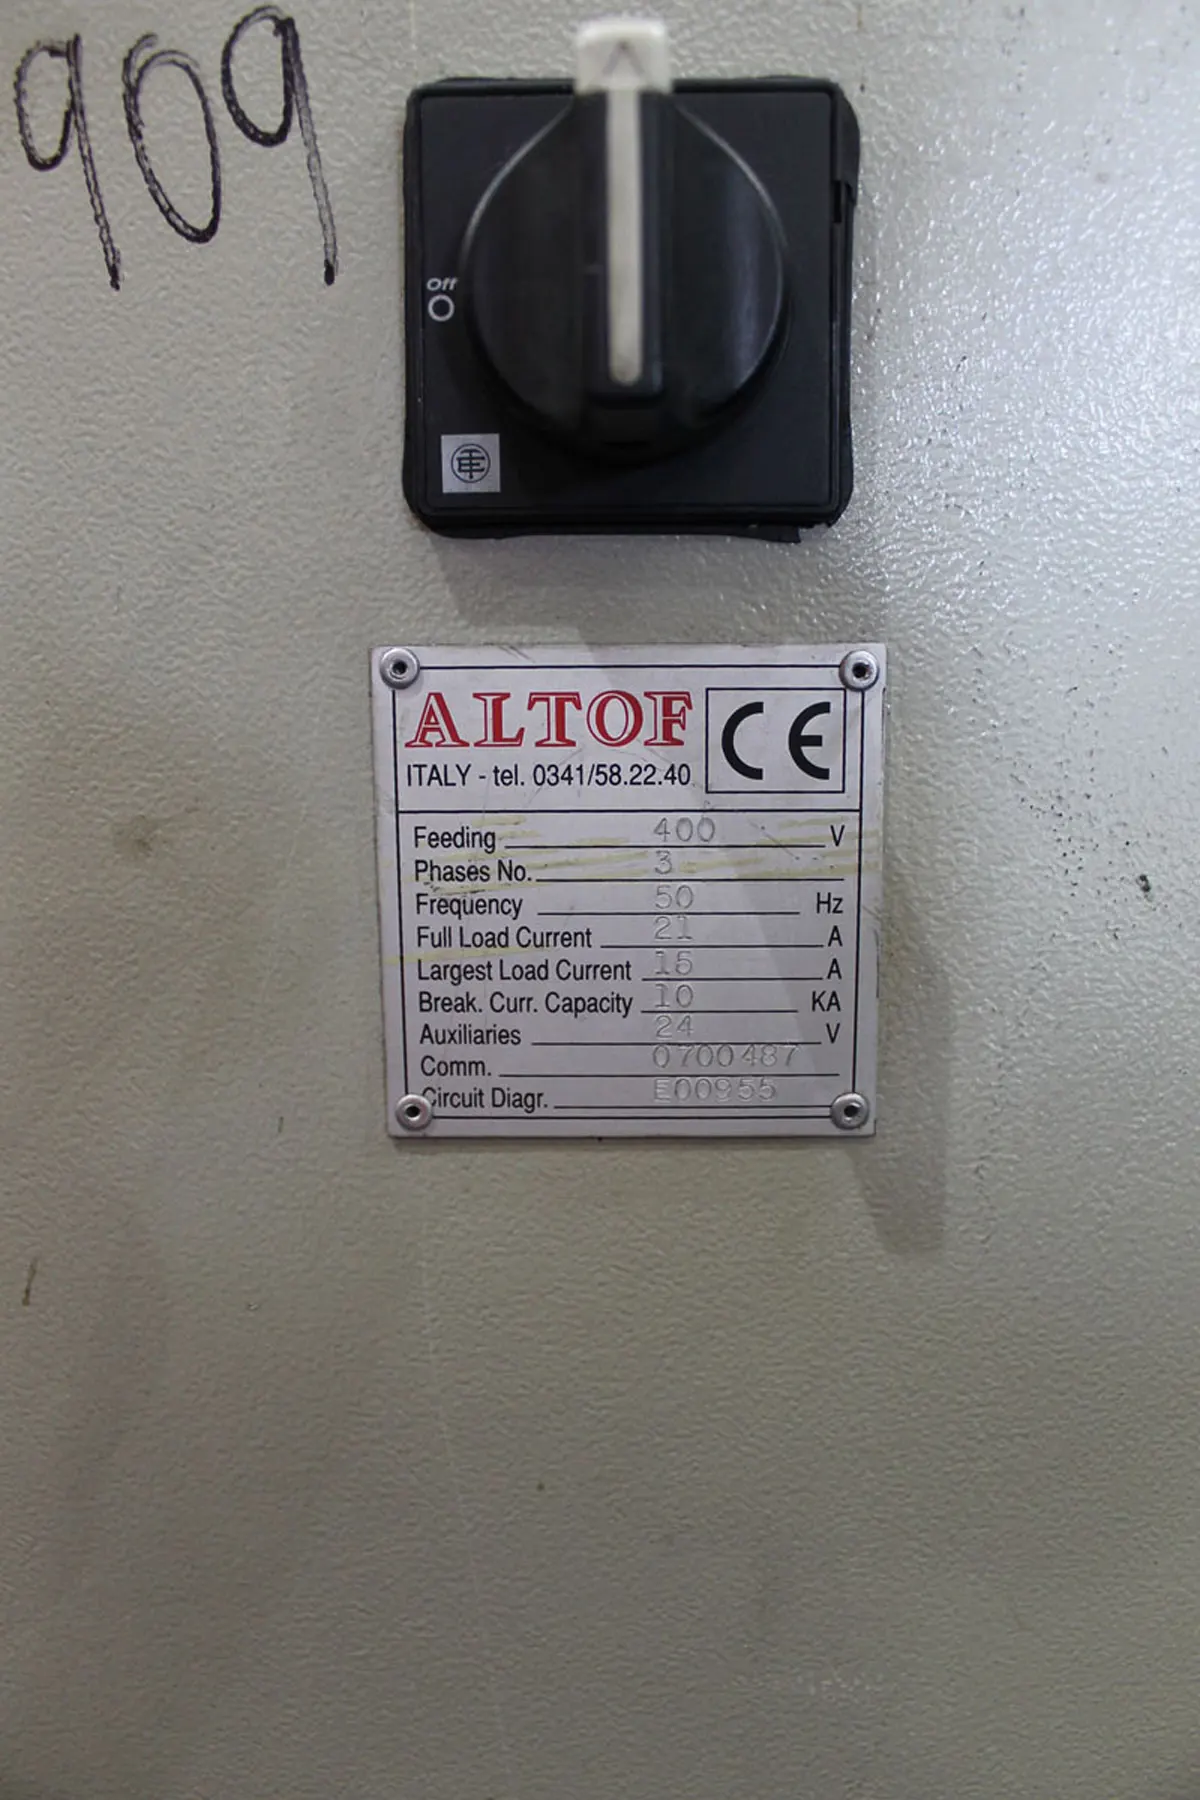 909
Off
O
ALTOF CE
ITALY - tel. 0341/58.22.40
Feeding 400 V
Phases No. 3
Frequency 50 Hz
Full Load Current 21 A
Largest Load Current 15 A
Break. Curr. Capacity 10 KA
Auxiliaries 24 V
Comm. 0700487
Circuit Diagr. E00955